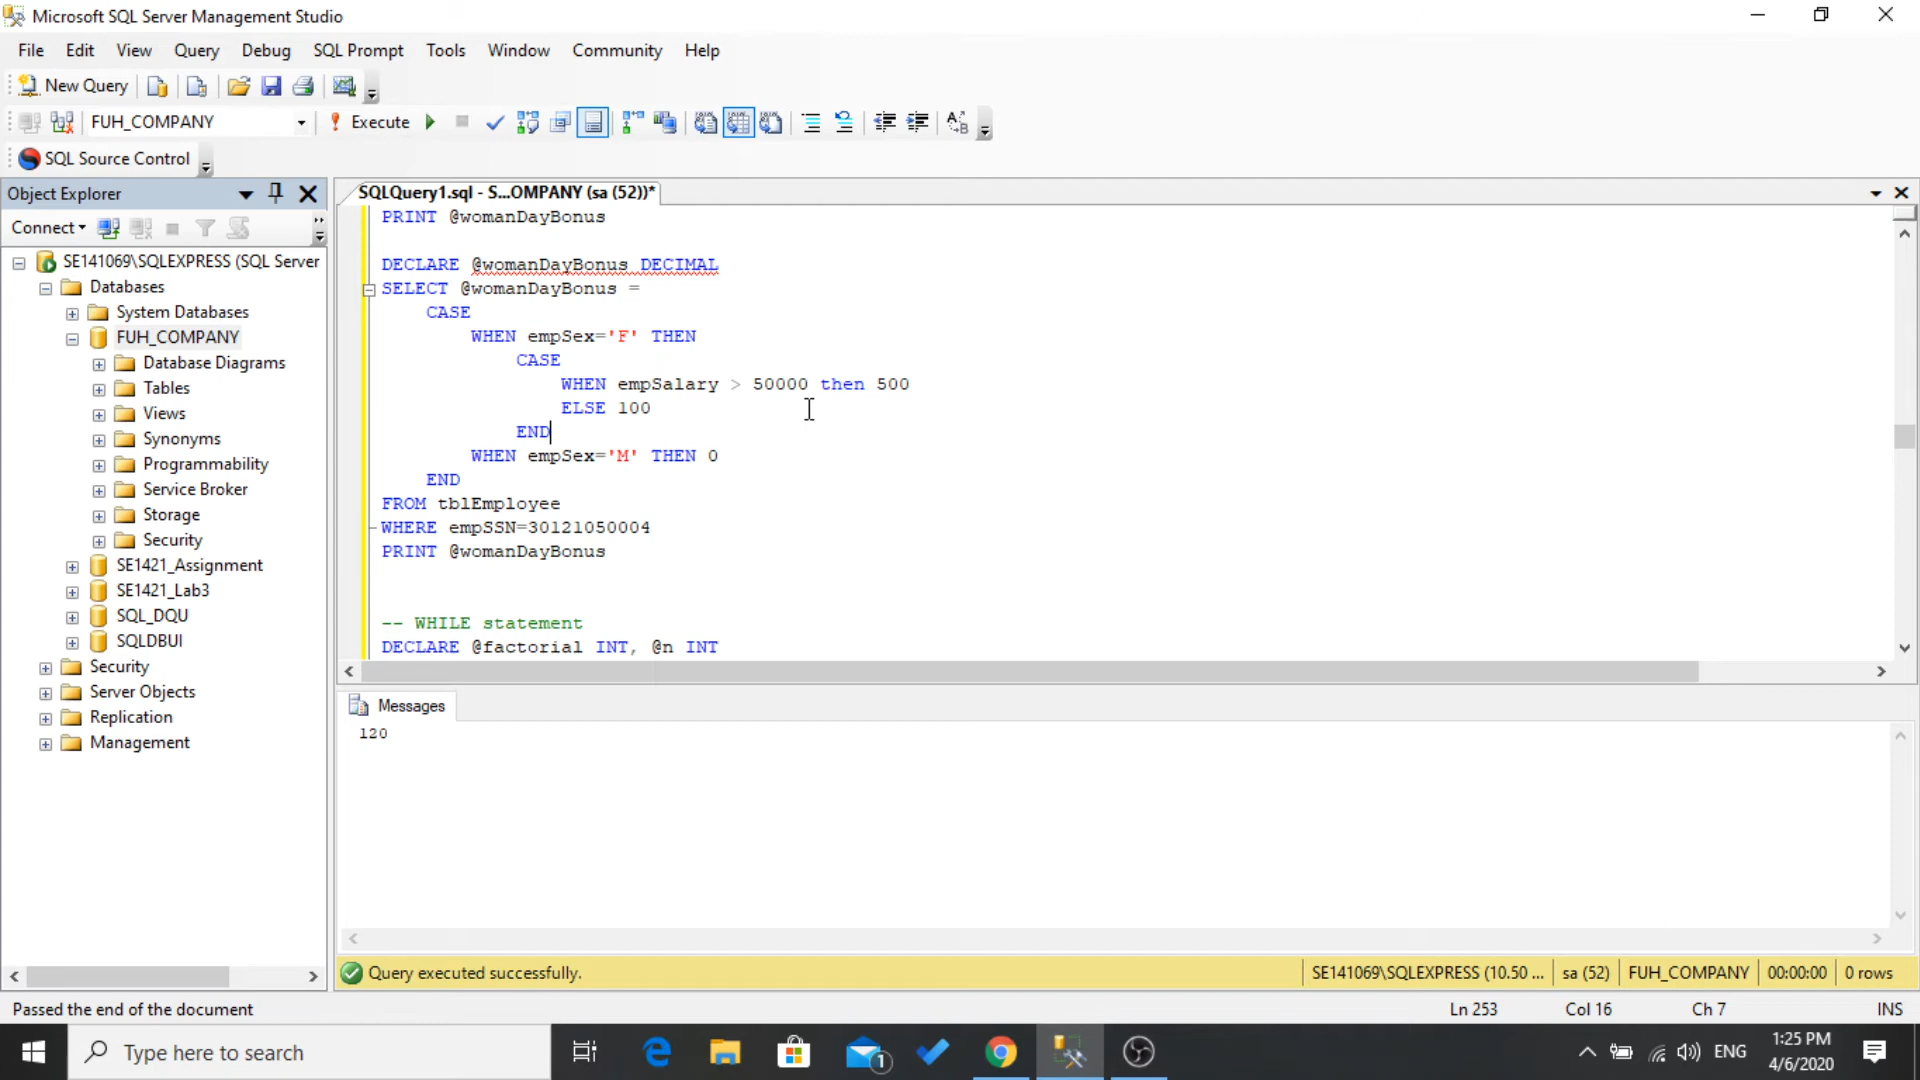 Microsoft SQL Server Management Studio
File Edit View Query Debug SQL Prompt Tools Window Community Help
New Query
FUH_COMPANY Execute
SQL Source Control
Object Explorer
Connect
SE141069\SQLEXPRESS (SQL Server
Databases
System Databases
FUH_COMPANY
Database Diagrams
Tables
Views
Synonyms
Programmability
Service Broker
Storage
Security
SE1421_Assignment
SE1421_Lab3
SQL_DQU
SQLDBUI
Security
Server Objects
Replication
Management
SQLQuery1.sql - S...OMPANY (sa (52))*
PRINT @womanDayBonus
DECLARE @womanDayBonus DECIMAL
SELECT @womanDayBonus =
CASE
WHEN empSex='F' THEN
CASE
WHEN empSalary > 50000 then 500
ELSE 100
END
WHEN empSex='M' THEN 0
END
FROM tblEmployee
WHERE empSSN=30121050004
PRINT @womanDayBonus
-- WHILE statement
DECLARE @factorial INT, @n INT
Messages
120
Query executed successfully. SE141069\SQLEXPRESS (10.50 ... sa (52) FUH_COMPANY 00:00:00 0 rows
Passed the end of the document Ln 253 Col 16 Ch 7 INS
Type here to search 1 ENG 1:25 PM
4/6/2020